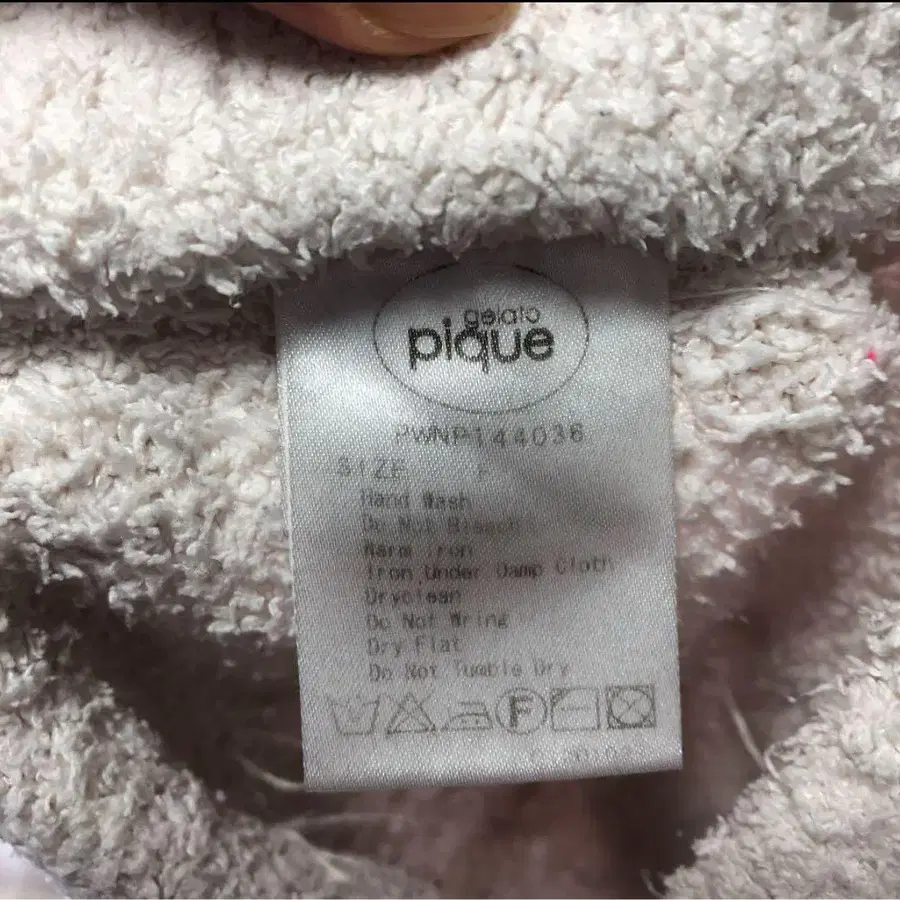 gelato
pique
PWNP144036
SIZE F
Hand Wash
Do Not Bleach
Warm Iron
Iron Under Damp Cloth
Dryclean
Do Not Wring
Dry Flat
Do Not Tumble Dry
F